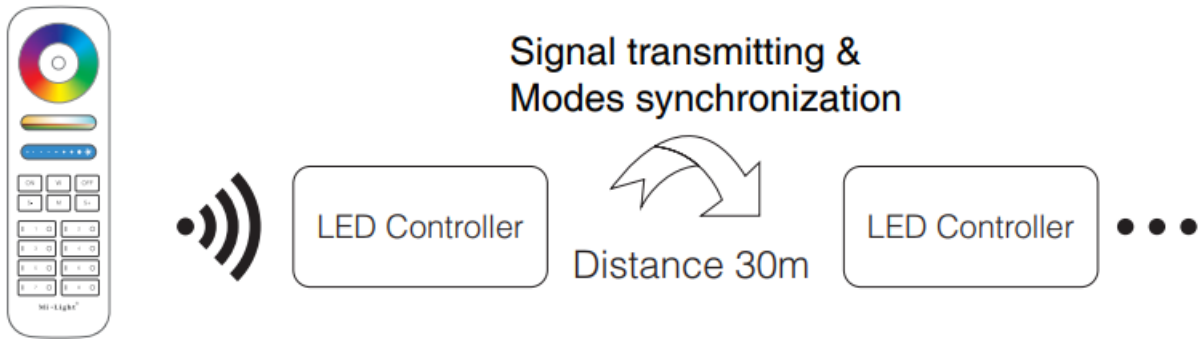 Signal transmitting &
Modes synchronization
ON W OFF
S- M S+
LED Controller
Distance 30m
LED Controller
Mi·Light®